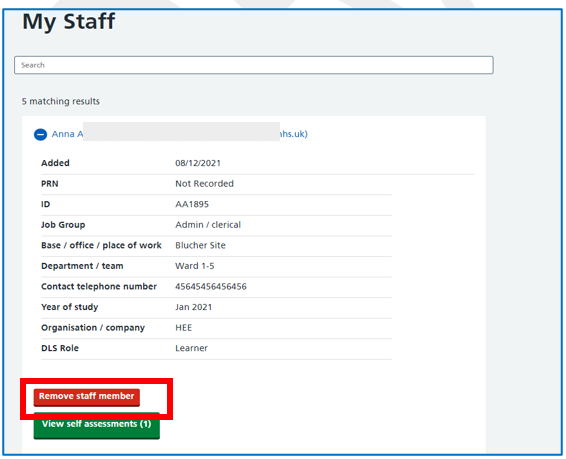 My Staff
Search
5 matching results
Anna A nhs.uk)
Added 08/12/2021
PRN Not Recorded
ID AA1895
Job Group Admin / clerical
Base / office / place of work Blucher Site
Department / team Ward 1-5
Contact telephone number 45645456456456
Year of study Jan 2021
Organisation / company HEE
DLS Role Learner
Remove staff member
View self assessments (1)